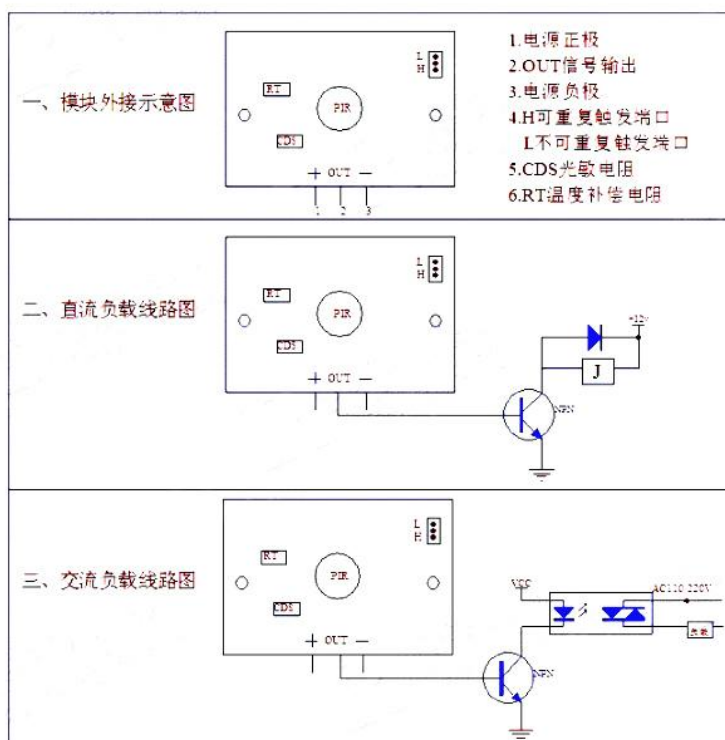 一、模块外接示意图
L
H
RT
PIR
CDS
+ OUT —
1 2 3
1.电源正极
2.OUT信号输出
3.电源负极
4.H可重复触发端口
L不可重复触发端口
5.CDS光敏电阻
6.RT温度补偿电阻
二、直流负载线路图
L
H
RT
PIR
CDS
+ OUT —
+12v
J
NPN
三、交流负载线路图
L
H
RT
PIR
CDS
+ OUT —
VCC
AC110-220V
负载
NPN